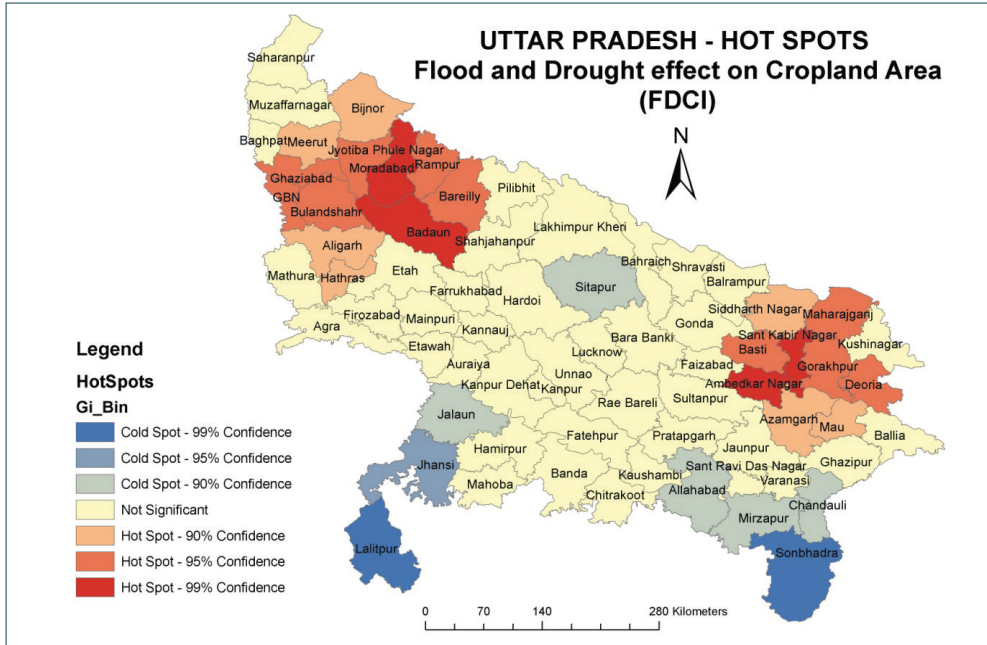 UTTAR PRADESH - HOT SPOTS
Flood and Drought effect on Cropland Area
(FDCI)
N
Saharanpur
Muzaffarnagar
Bijnor
Baghpat
Meerut
Jyotiba Phule Nagar
Ghaziabad
Moradabad
Rampur
GBN
Bulandshahr
Bareilly
Pilibhit
Badaun
Lakhimpur Kheri
Aligarh
Shahjahanpur
Mathura
Hathras
Etah
Bahraich
Shravasti
Sitapur
Balrampur
Farrukhabad
Hardoi
Siddharth Nagar
Maharajganj
Firozabad
Mainpuri
Gonda
Agra
Kannauj
Sant Kabir Nagar
Kushinagar
Bara Banki
Etawah
Lucknow
Basti
Auraiya
Faizabad
Gorakhpur
Unnao
Kanpur Dehat
Kanpur
Ambedkar Nagar
Deoria
Rae Bareli
Sultanpur
Jalaun
Azamgarh
Mau
Fatehpur
Pratapgarh
Ballia
Hamirpur
Jaunpur
Jhansi
Sant Ravi Das Nagar
Ghazipur
Banda
Kaushambi
Mahoba
Varanasi
Chitrakoot
Allahabad
Chandauli
Mirzapur
Lalitpur
Sonbhadra
Legend
HotSpots
Gi_Bin
Cold Spot - 99% Confidence
Cold Spot - 95% Confidence
Cold Spot - 90% Confidence
Not Significant
Hot Spot - 90% Confidence
Hot Spot - 95% Confidence
Hot Spot - 99% Confidence
0 70 140 280 Kilometers